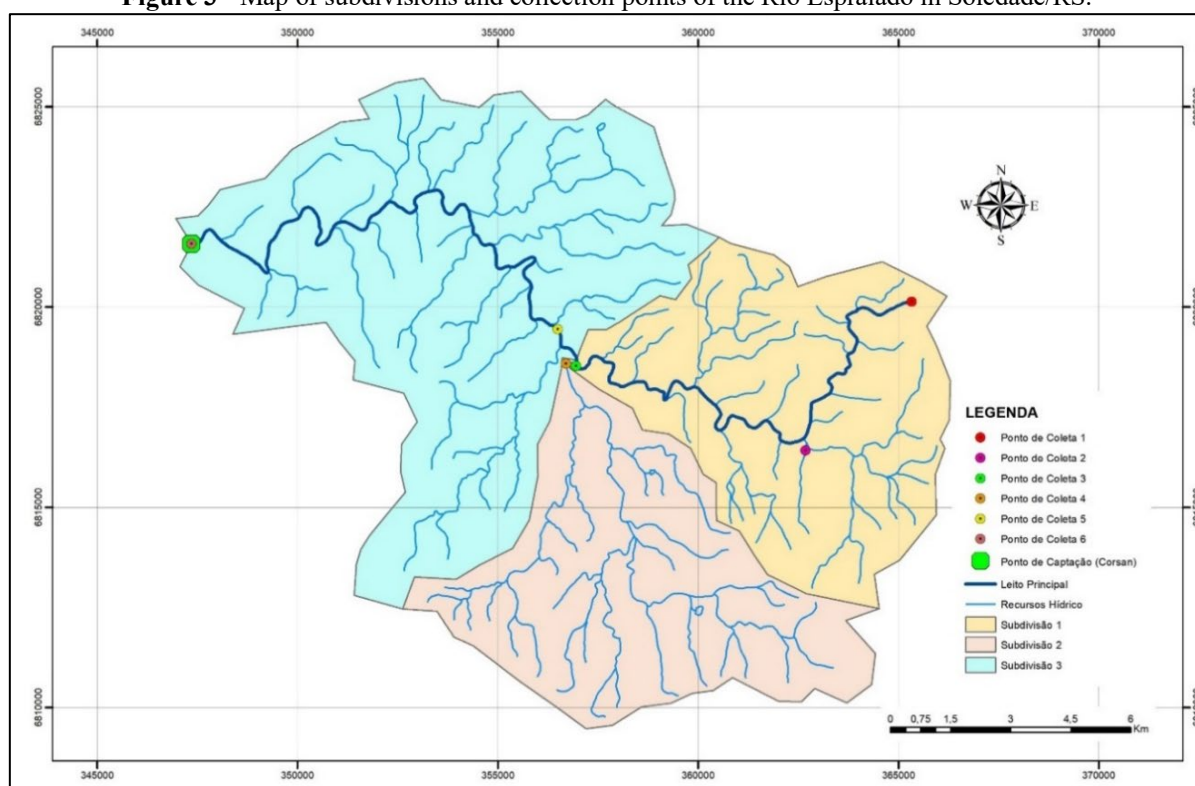 Figure 3 - Map of subdivisions and collection points of the Rio Espraiado in Soledade/RS.
345000 350000 355000 360000 365000 370000
6825000
6820000
6815000
6810000
N
W E
S
LEGENDA
Ponto de Coleta 1
Ponto de Coleta 2
Ponto de Coleta 3
Ponto de Coleta 4
Ponto de Coleta 5
Ponto de Coleta 6
Ponto de Captação (Corsan)
Leito Principal
Recursos Hídrico
Subdivisão 1
Subdivisão 2
Subdivisão 3
0 0,75 1,5 3 4,5 6
Km
345000 350000 355000 360000 365000 370000